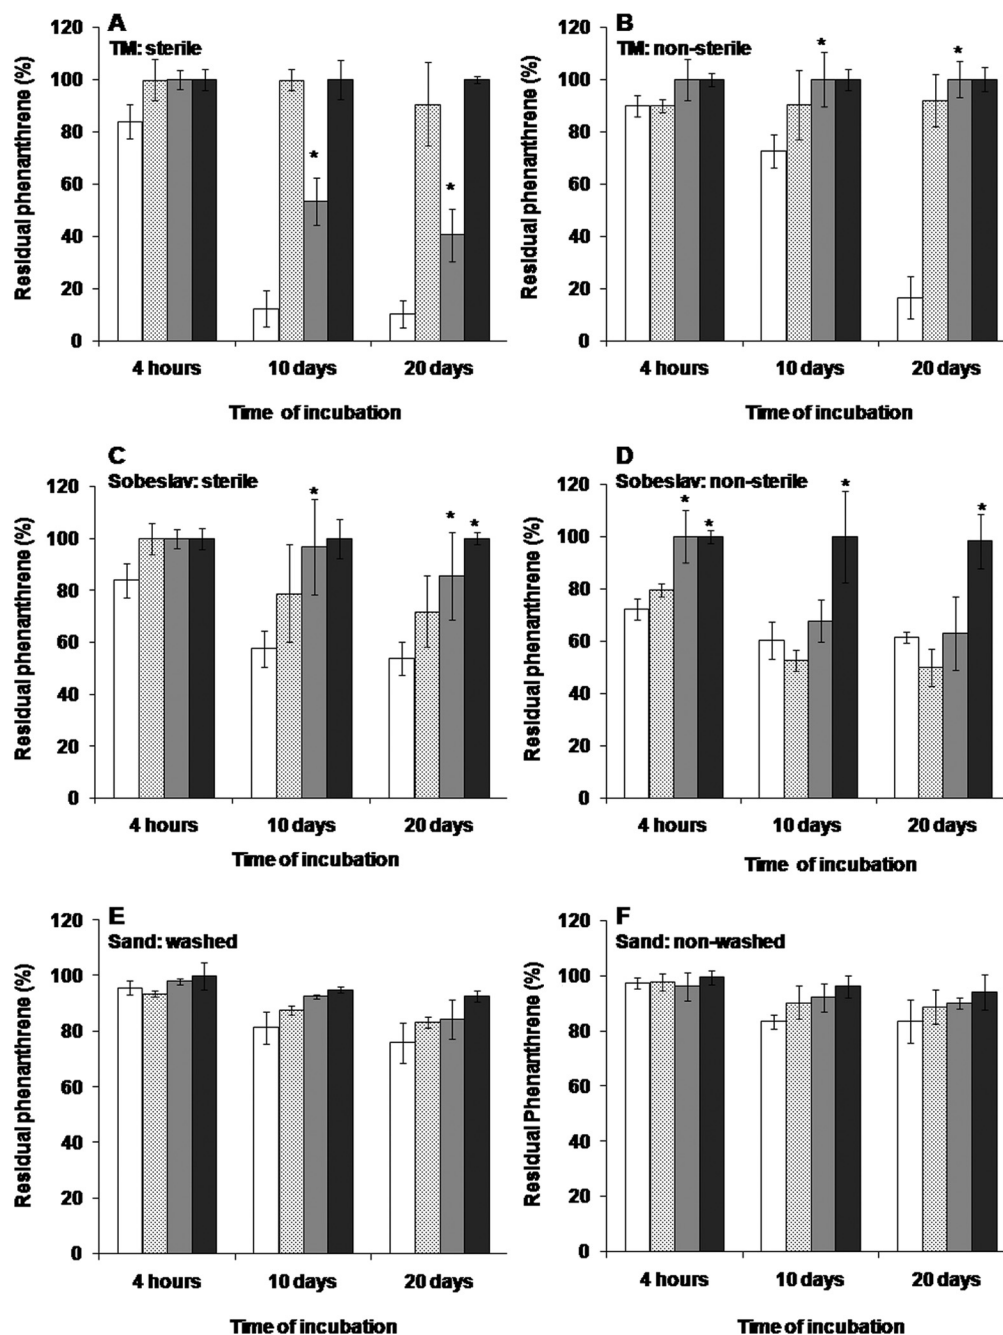 A
TM: sterile
Residual phenanthrene (%)
120
100
80
60
40
20
0
* *
4 hours 10 days 20 days
Time of incubation
B
TM: non-sterile
Residual phenanthrene (%)
120
100
80
60
40
20
0
* *
4 hours 10 days 20 days
Time of incubation
C
Sobeslav: sterile
Residual phenanthrene (%)
120
100
80
60
40
20
0
* * *
4 hours 10 days 20 days
Time of incubation
D
Sobeslav: non-sterile
Residual phenanthrene (%)
120
100
80
60
40
20
0
* * * *
4 hours 10 days 20 days
Time of incubation
E
Sand: washed
Residual phenanthrene (%)
120
100
80
60
40
20
0
4 hours 10 days 20 days
Time of incubation
F
Sand: non-washed
Residual Phenanthrene (%)
120
100
80
60
40
20
0
4 hours 10 days 20 days
Time of incubation